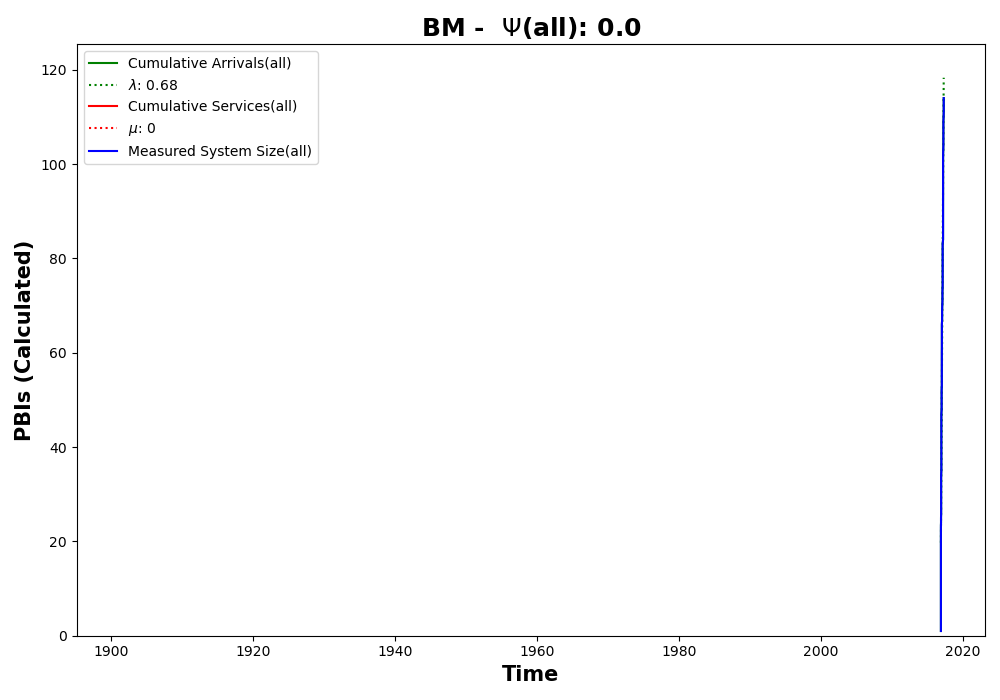 BM -  Ψ(all): 0.0
Cumulative Arrivals(all)
λ: 0.68
Cumulative Services(all)
μ: 0
Measured System Size(all)
PBIs (Calculated)
120
100
80
60
40
20
0
1900 1920 1940 1960 1980 2000 2020
Time